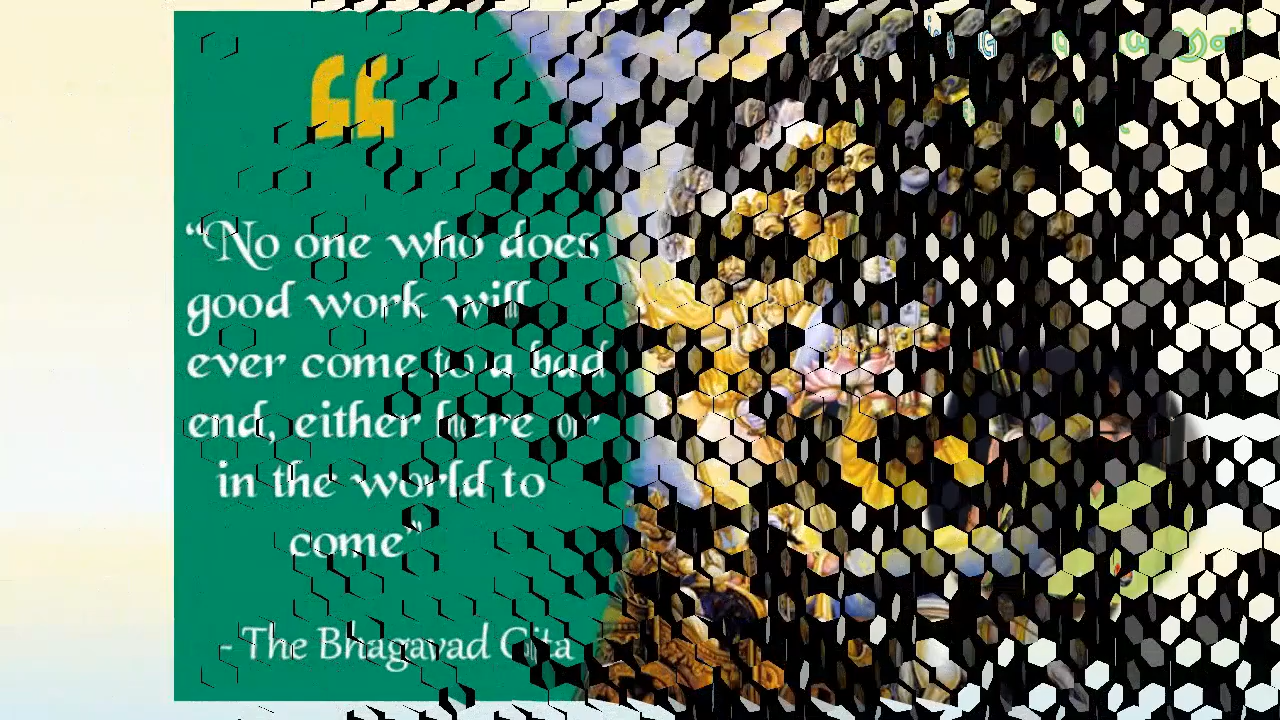 “No one who does
good work will
ever come to a bad
end, either here or
in the world to
come”
- The Bhagavad Gita